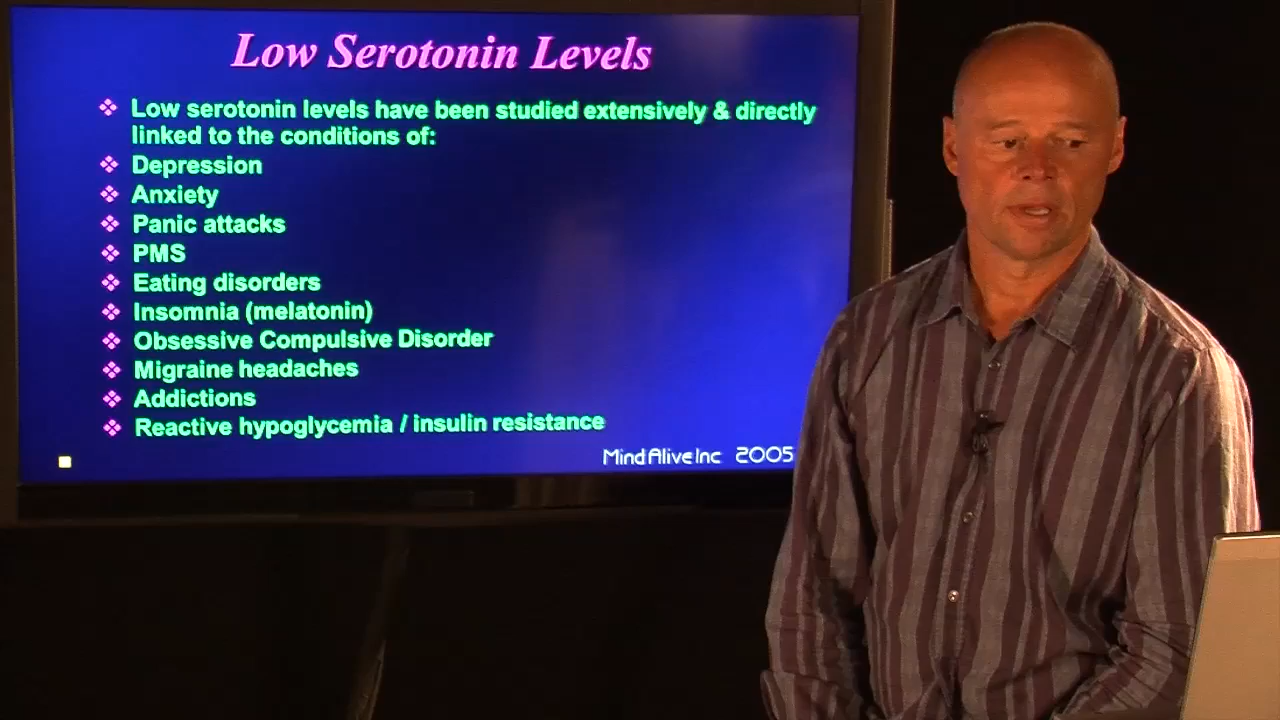 Low Serotonin Levels
❖ Low serotonin levels have been studied extensively & directly
linked to the conditions of:
❖ Depression
❖ Anxiety
❖ Panic attacks
❖ PMS
❖ Eating disorders
❖ Insomnia (melatonin)
❖ Obsessive Compulsive Disorder
❖ Migraine headaches
❖ Addictions
❖ Reactive hypoglycemia / insulin resistance
Mind Alive Inc 2005